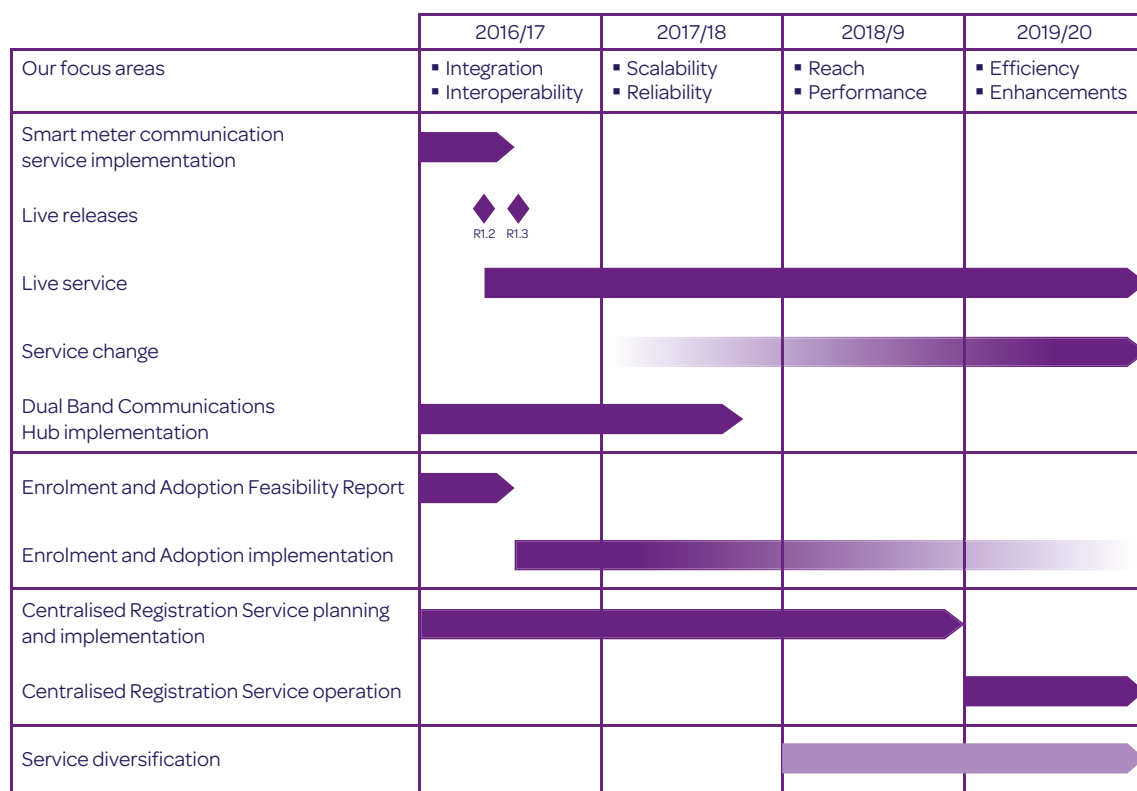 2016/17 2017/18 2018/9 2019/20
Our focus areas ▪ Integration ▪ Scalability ▪ Reach ▪ Efficiency
▪ Interoperability ▪ Reliability ▪ Performance ▪ Enhancements
Smart meter communication
service implementation
Live releases
R1.2 R1.3
Live service
Service change
Dual Band Communications
Hub implementation
Enrolment and Adoption Feasibility Report
Enrolment and Adoption implementation
Centralised Registration Service planning
and implementation
Centralised Registration Service operation
Service diversification